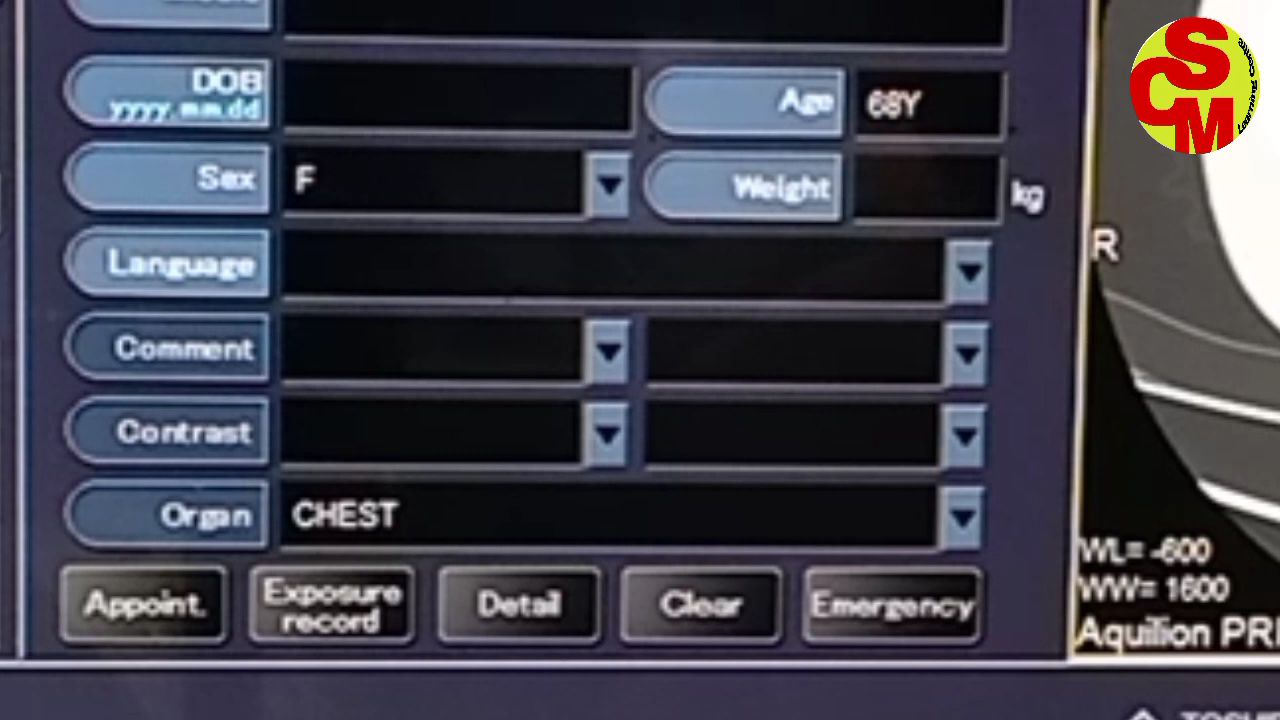 DOB
yyyy.mm.dd
Age
68Y
Sex
F
Weight
kg
Language
R
Comment
Contrast
Organ
CHEST
WL= -600
WW= 1600
Appoint.
Exposure
record
Detail
Clear
Emergency
Aquilion
SCM